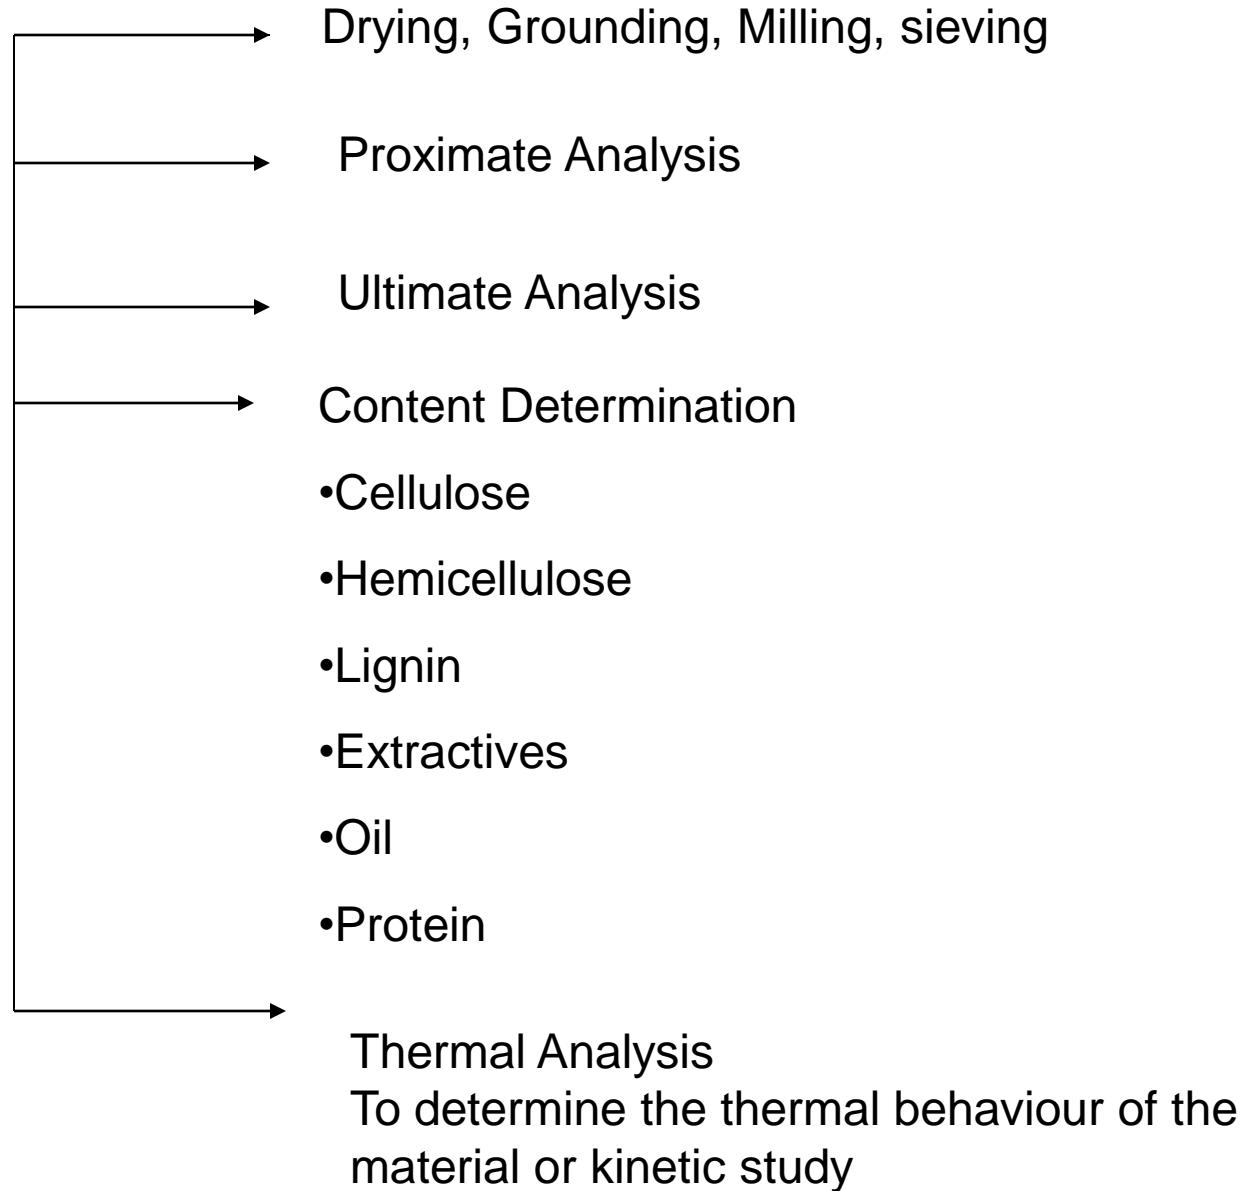 Drying, Grounding, Milling, sieving
Proximate Analysis
Ultimate Analysis
Content Determination
•Cellulose
•Hemicellulose
•Lignin
•Extractives
•Oil
•Protein
Thermal Analysis
To determine the thermal behaviour of the
material or kinetic study